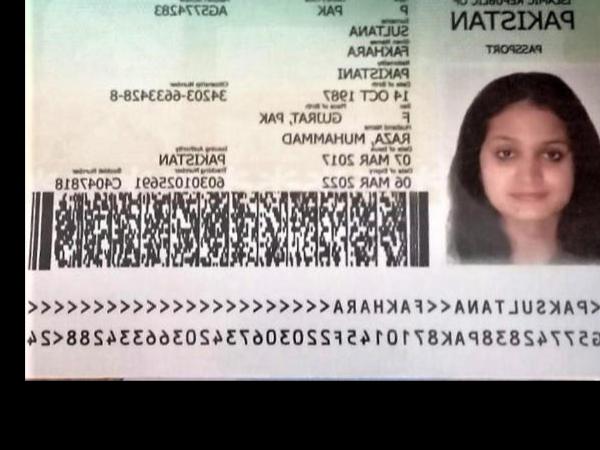 ISLAMIC REPUBLIC OF
PAKISTAN
PASSPORT
P PAK AG5774283
Surname
SULTANA
Given Names
FAKHARA
Nationality
PAKISTANI
Date of Birth Citizenship Number
14 OCT 1987 34203-6633428-8
Sex Place of Birth
F GUJRAT, PAK
Husband Name
RAZA, MUHAMMAD
Date of Issue Issuing Authority
07 MAR 2017 PAKISTAN
Date of Expiry Tracking Number Booklet Number
06 MAR 2022 60301025691 C4047818
<PAKSULTANA<<FAKHARA<<<<<<<<<<<<<<<<<<<<<<<
G57742838PAK8710145F22030673420366334288<24